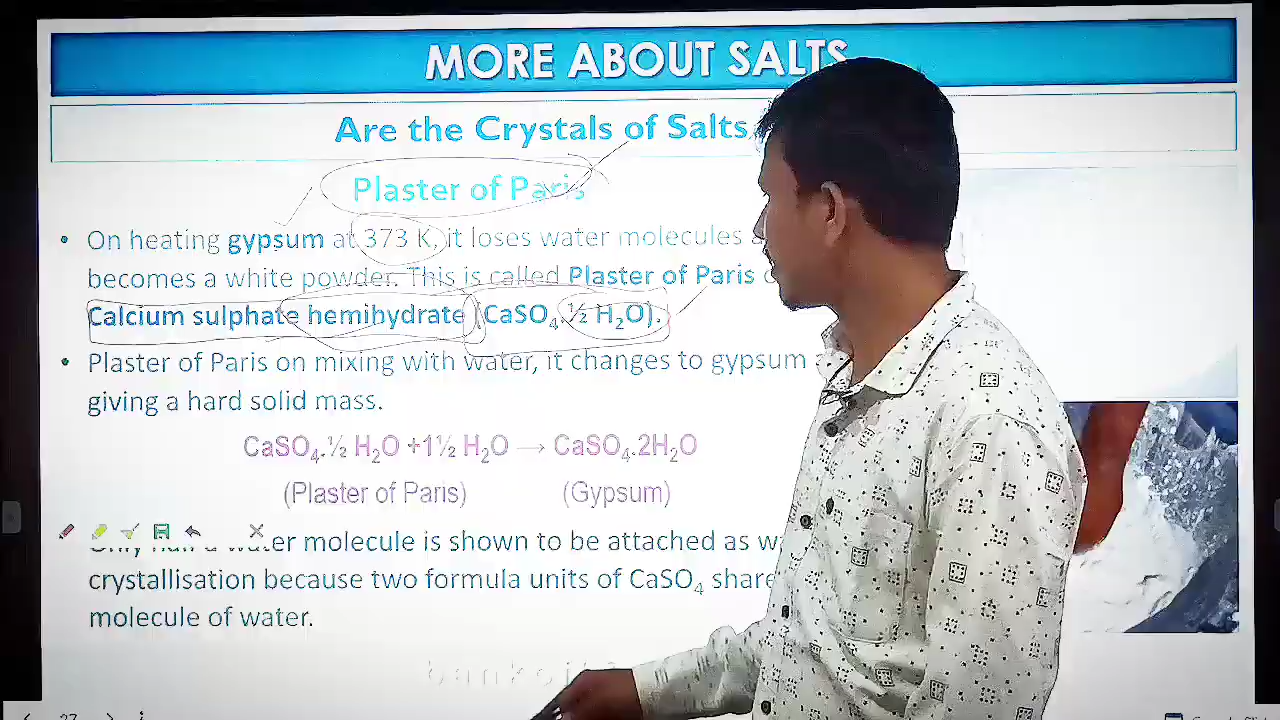 MORE ABOUT SALTS
Are the Crystals of Salts
Plaster of Paris
• On heating gypsum at 373 K, it loses water molecules
becomes a white powder. This is called Plaster of Paris
Calcium sulphate hemihydrate (CaSO₄.½ H₂O).
• Plaster of Paris on mixing with water, it changes to gypsum
giving a hard solid mass.
CaSO₄.½ H₂O +1½ H₂O → CaSO₄.2H₂O
(Plaster of Paris) (Gypsum)
molecule is shown to be attached as
crystallisation because two formula units of CaSO₄ share
molecule of water.